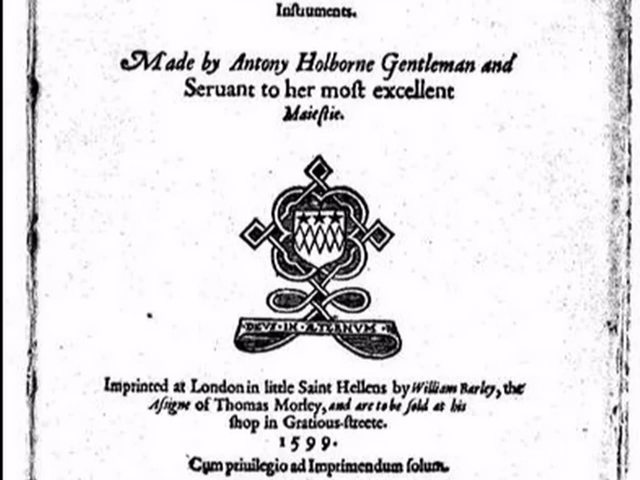 Inſtruments.
Made by Antony Holborne Gentleman and
Seruant to her moſt excellent
Maieſtie.
DEVS·IN·ÆTERNVM·
Imprinted at London in little Saint Hellens by William Barley, the
Aſsigne of Thomas Morley, and are to be ſold at his
ſhop in Gratious-ſtreete.
1599.
Cum priuilegio ad Imprimendum ſolum.